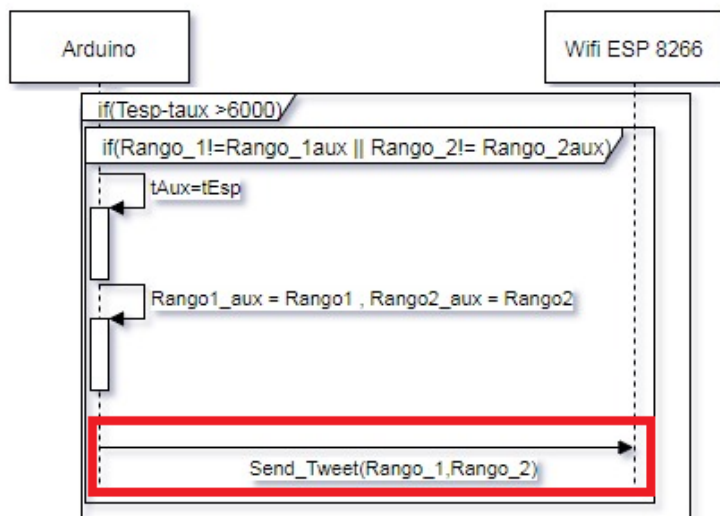 Arduino
Wifi ESP 8266
if(Tesp-taux >6000)
if(Rango_1!=Rango_1aux || Rango_2!= Rango_2aux)
tAux=tEsp
Rango1_aux = Rango1 , Rango2_aux = Rango2
Send_Tweet(Rango_1,Rango_2)